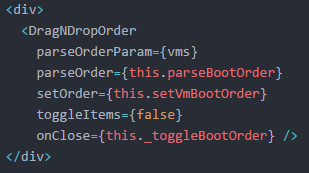 <div>
  <DragNDropOrder
    parseOrderParam={vms}
    parseOrder={this.parseBootOrder}
    setOrder={this.setVmBootOrder}
    toggleItems={false}
    onClose={this._toggleBootOrder} />
</div>